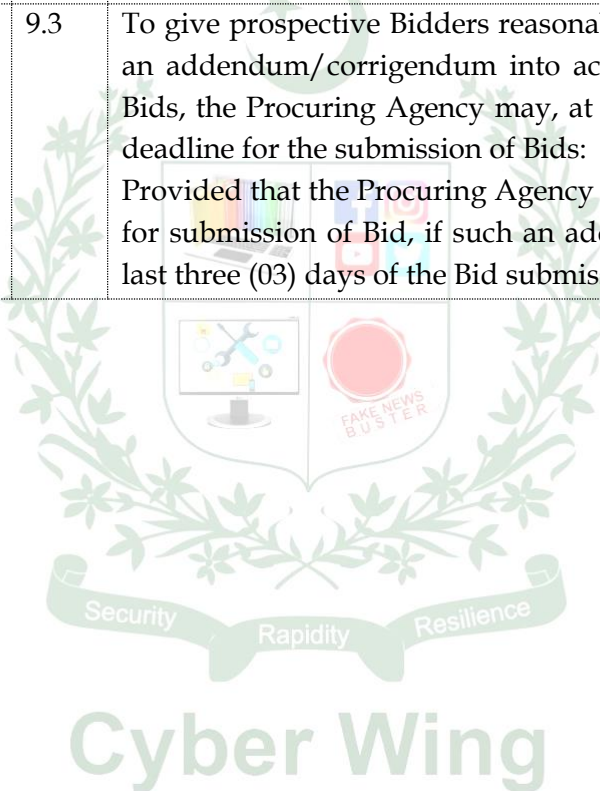 9.3 To give prospective Bidders reasona
an addendum/corrigendum into ac
Bids, the Procuring Agency may, at
deadline for the submission of Bids:
Provided that the Procuring Agency
for submission of Bid, if such an add
last three (03) days of the Bid submis
FAKE NEWS
BUSTER
Security Rapidity Resilience
Cyber Wing